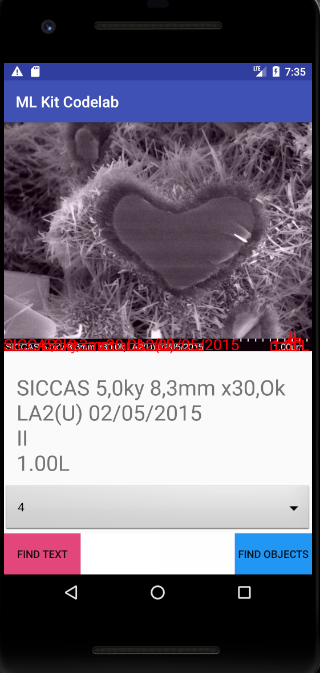 LTE 7:35
ML Kit Codelab
SICCAS 5,0ky 8,3mm x30,Ok
LA2(U) 02/05/2015
II
1.00L
4
FIND TEXT
FIND OBJECTS